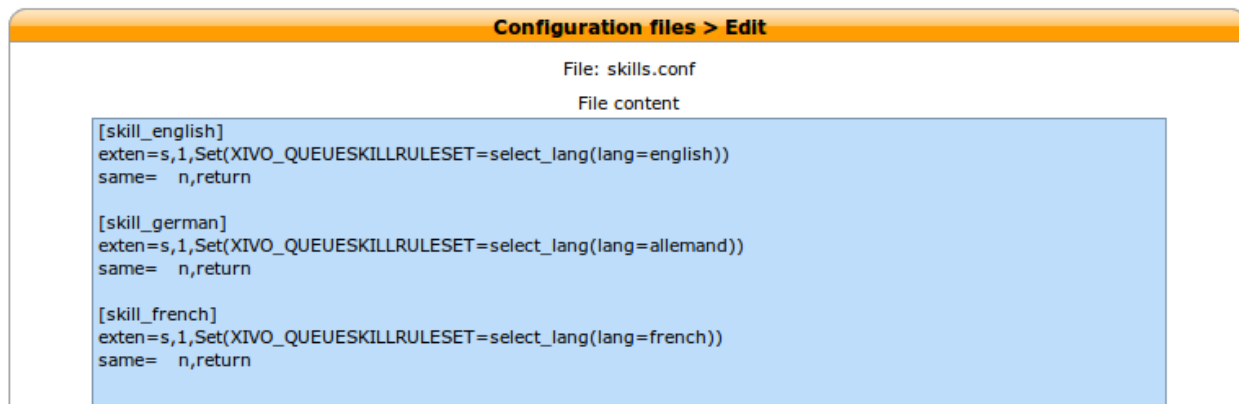 Configuration files > Edit
File: skills.conf
File content
[skill_english]
exten=s,1,Set(XIVO_QUEUESKILLRULESET=select_lang(lang=english))
same=   n,return
[skill_german]
exten=s,1,Set(XIVO_QUEUESKILLRULESET=select_lang(lang=allemand))
same=   n,return
[skill_french]
exten=s,1,Set(XIVO_QUEUESKILLRULESET=select_lang(lang=french))
same=   n,return